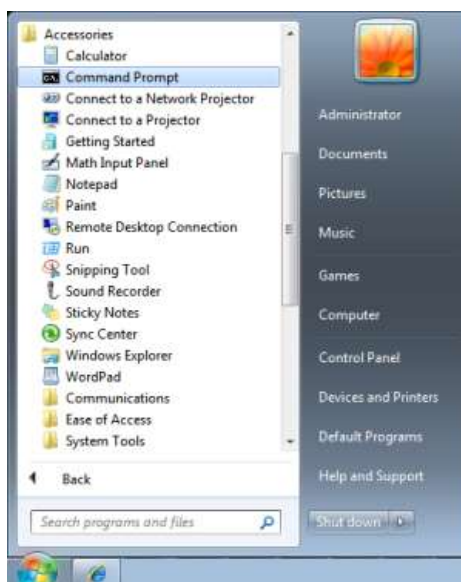 Accessories
Calculator
Command Prompt
Connect to a Network Projector
Connect to a Projector
Getting Started
Math Input Panel
Notepad
Paint
Remote Desktop Connection
Run
Snipping Tool
Sound Recorder
Sticky Notes
Sync Center
Windows Explorer
WordPad
Communications
Ease of Access
System Tools
Back
Search programs and files
Administrator
Documents
Pictures
Music
Games
Computer
Control Panel
Devices and Printers
Default Programs
Help and Support
Shut down